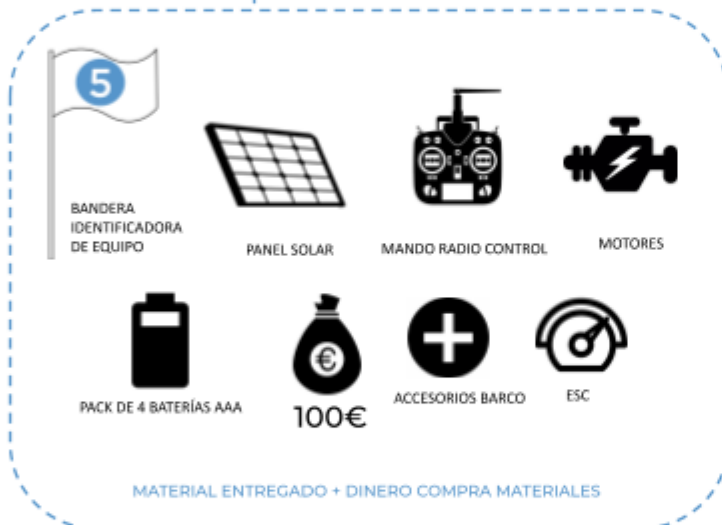 5
BANDERA
IDENTIFICADORA
DE EQUIPO
PANEL SOLAR
MANDO RADIO CONTROL
MOTORES
PACK DE 4 BATERÍAS AAA
€
100€
ACCESORIOS BARCO
ESC
MATERIAL ENTREGADO + DINERO COMPRA MATERIALES